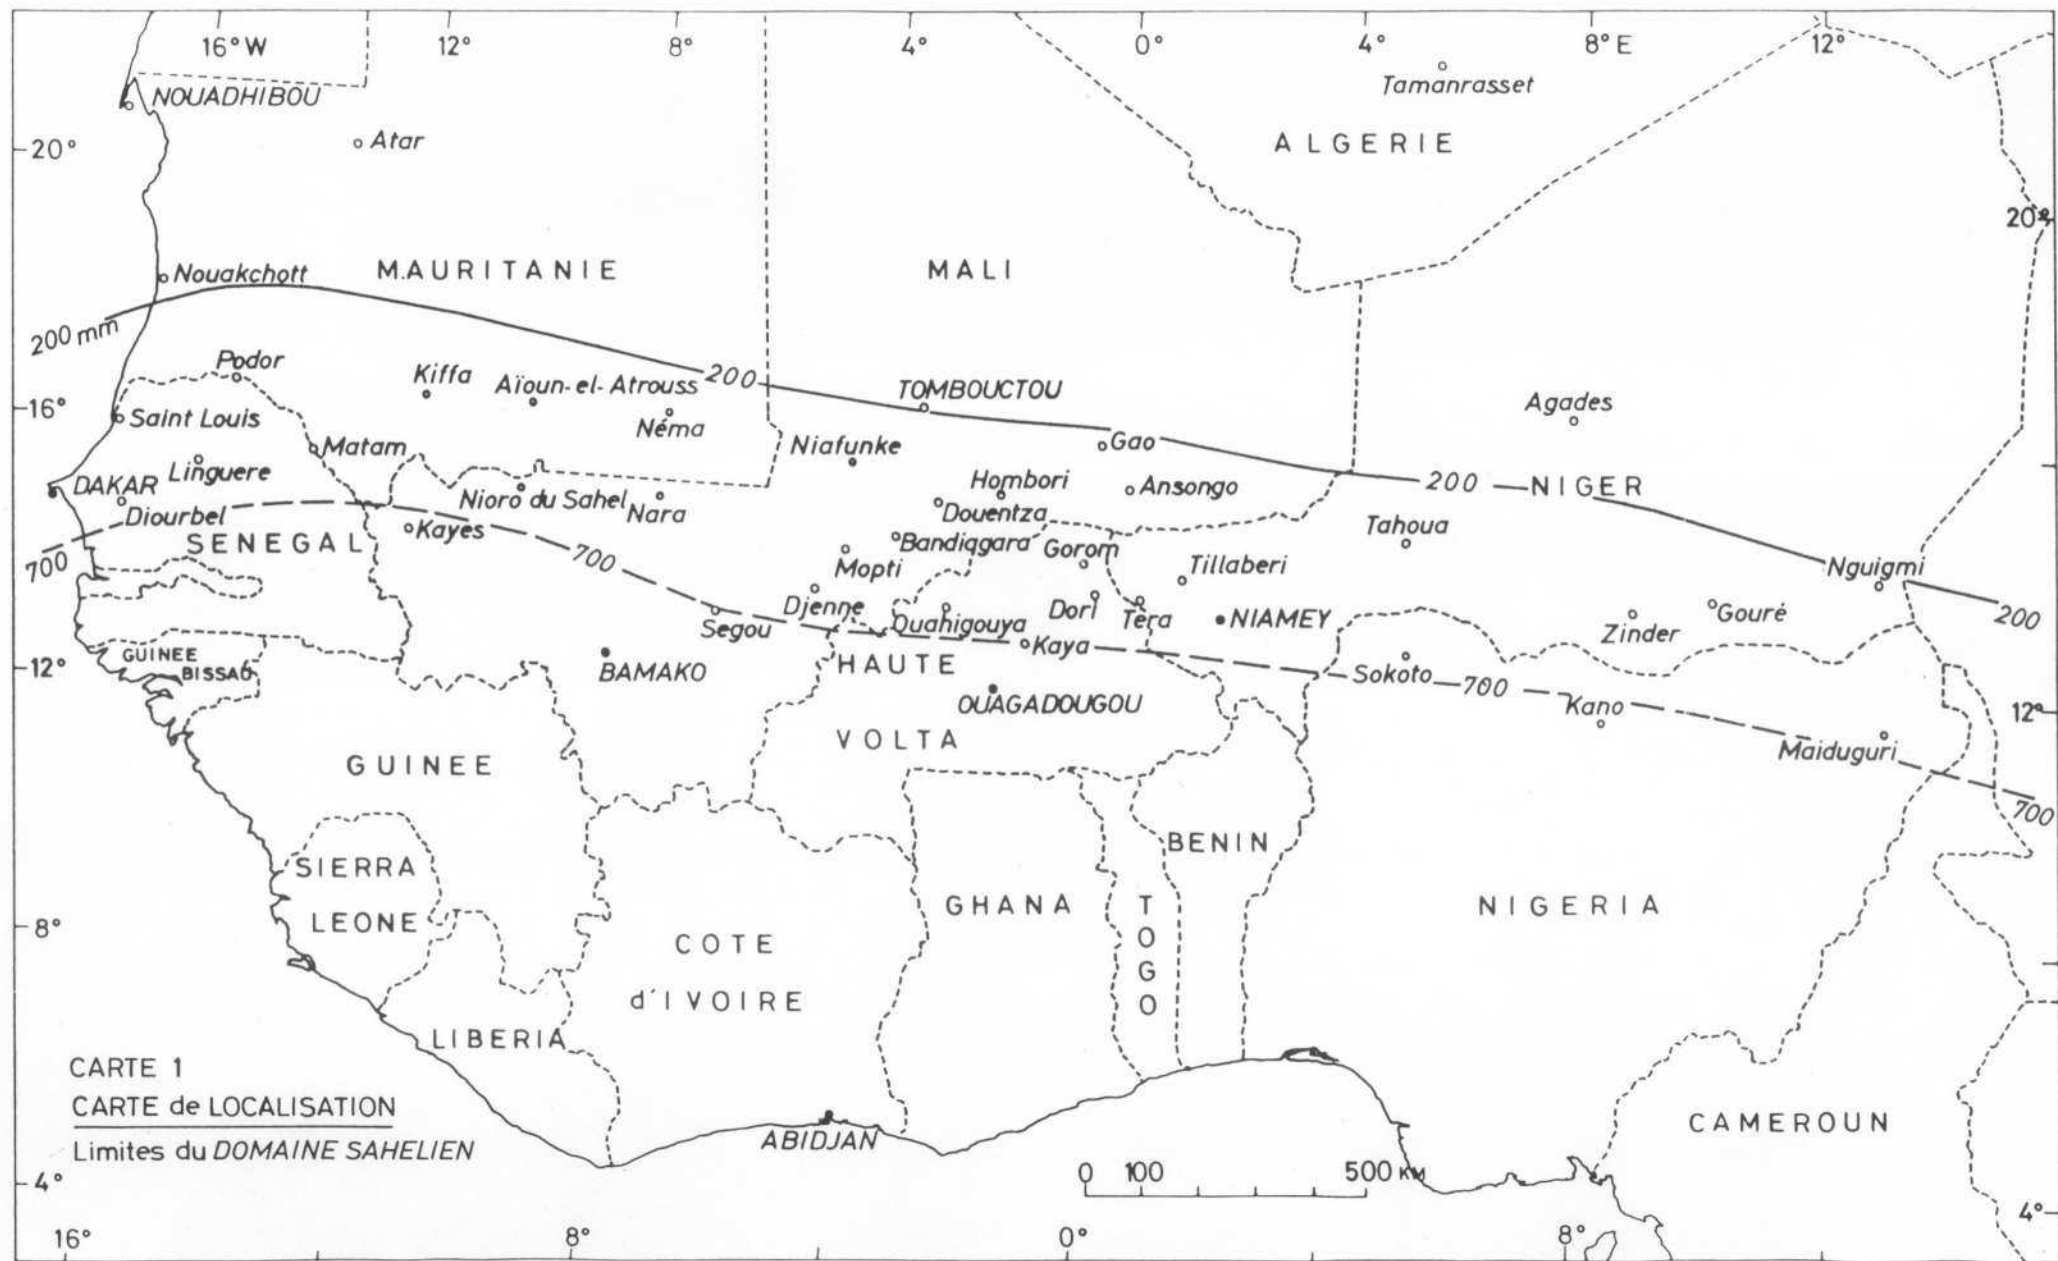 16°W 12° 8° 4° 0° 4° 8°E 12°
Tamanrasset
NOUADHIBOU
Atar
ALGERIE
20°
20°
Nouakchott
MAURITANIE
MALI
200 mm
Podor
Kiffa
Aïoun-el-Atrouss
200
TOMBOUCTOU
Agades
16°
Saint Louis
Néma
Matam
Niafunke
Gao
DAKAR
Linguere
Hombori
Ansongo
200
NIGER
Nioro du Sahel
Nara
Diourbel
Douentza
Kayes
Tahoua
SENEGAL
Bandiagara
Gorom
700
700
Mopti
Tillaberi
Nguigmi
Djenne
Dori
Téra
NIAMEY
Gouré
200
Segou
Ouahigouya
Zinder
Kaya
GUINEE
BISSAO
12°
BAMAKO
HAUTE
Sokoto
700
OUAGADOUGOU
Kano
12°
VOLTA
Maiduguri
GUINEE
700
BENIN
SIERRA
LEONE
GHANA
TOGO
NIGERIA
8°
COTE
d'IVOIRE
LIBERIA
CARTE 1
CARTE de LOCALISATION
Limites du DOMAINE SAHELIEN
CAMEROUN
ABIDJAN
0 100 500 KM
4°
4°
16° 8° 0° 8°